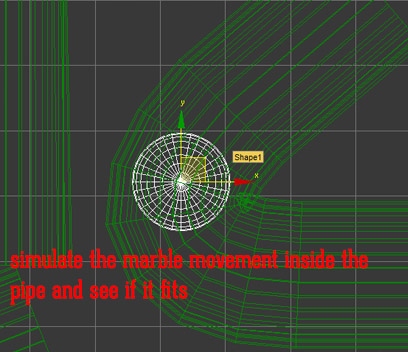 y
Shape1
x
simulate the marble movement inside the
pipe and see if it fits